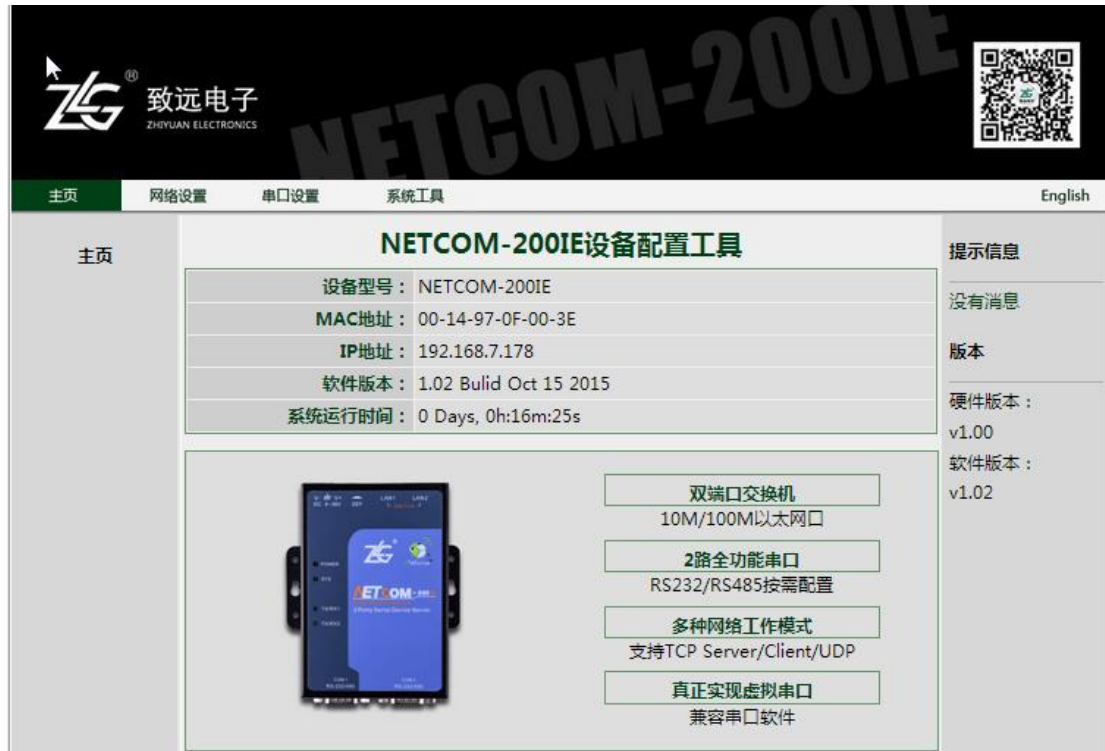 NETCOM-200IE
ZLG ® 致远电子
ZHIYUAN ELECTRONICS
主页 网络设置 串口设置 系统工具 English
主页
NETCOM-200IE设备配置工具
设备型号： NETCOM-200IE
MAC地址： 00-14-97-0F-00-3E
IP地址： 192.168.7.178
软件版本： 1.02 Bulid Oct 15 2015
系统运行时间： 0 Days, 0h:16m:25s
双端口交换机
10M/100M以太网口
2路全功能串口
RS232/RS485按需配置
多种网络工作模式
支持TCP Server/Client/UDP
真正实现虚拟串口
兼容串口软件
LAN1 LAN2
ZLG
POWER
SYS
NETCOM
提示信息
没有消息
版本
硬件版本：
v1.00
软件版本：
v1.02